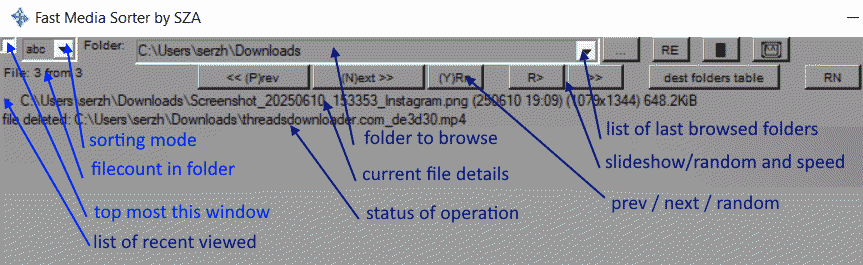 Fast Media Sorter by SZA
abc Folder: C:\Users\serzh\Downloads ... RE
File: 3 from 3 << (P)rev (N)ext >> (Y)Rn R> >> dest folders table RN
C:\Users\serzh\Downloads\Screenshot_20250610_153353_Instagram.png (250610 19:09) (1079x1344) 648.2KiB
file deleted: C:\Users\serzh\Downloads\threadsdownloader.com_de3d30.mp4
sorting mode
folder to browse
list of last browsed folders
filecount in folder
current file details
slideshow/random and speed
top most this window
status of operation
prev / next / random
list of recent viewed